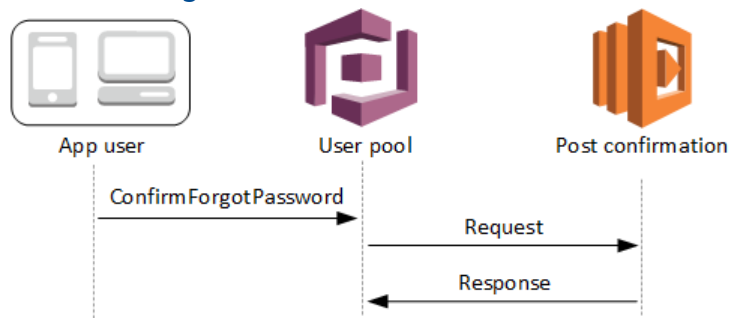 App user
User pool
Post confirmation
ConfirmForgotPassword
Request
Response